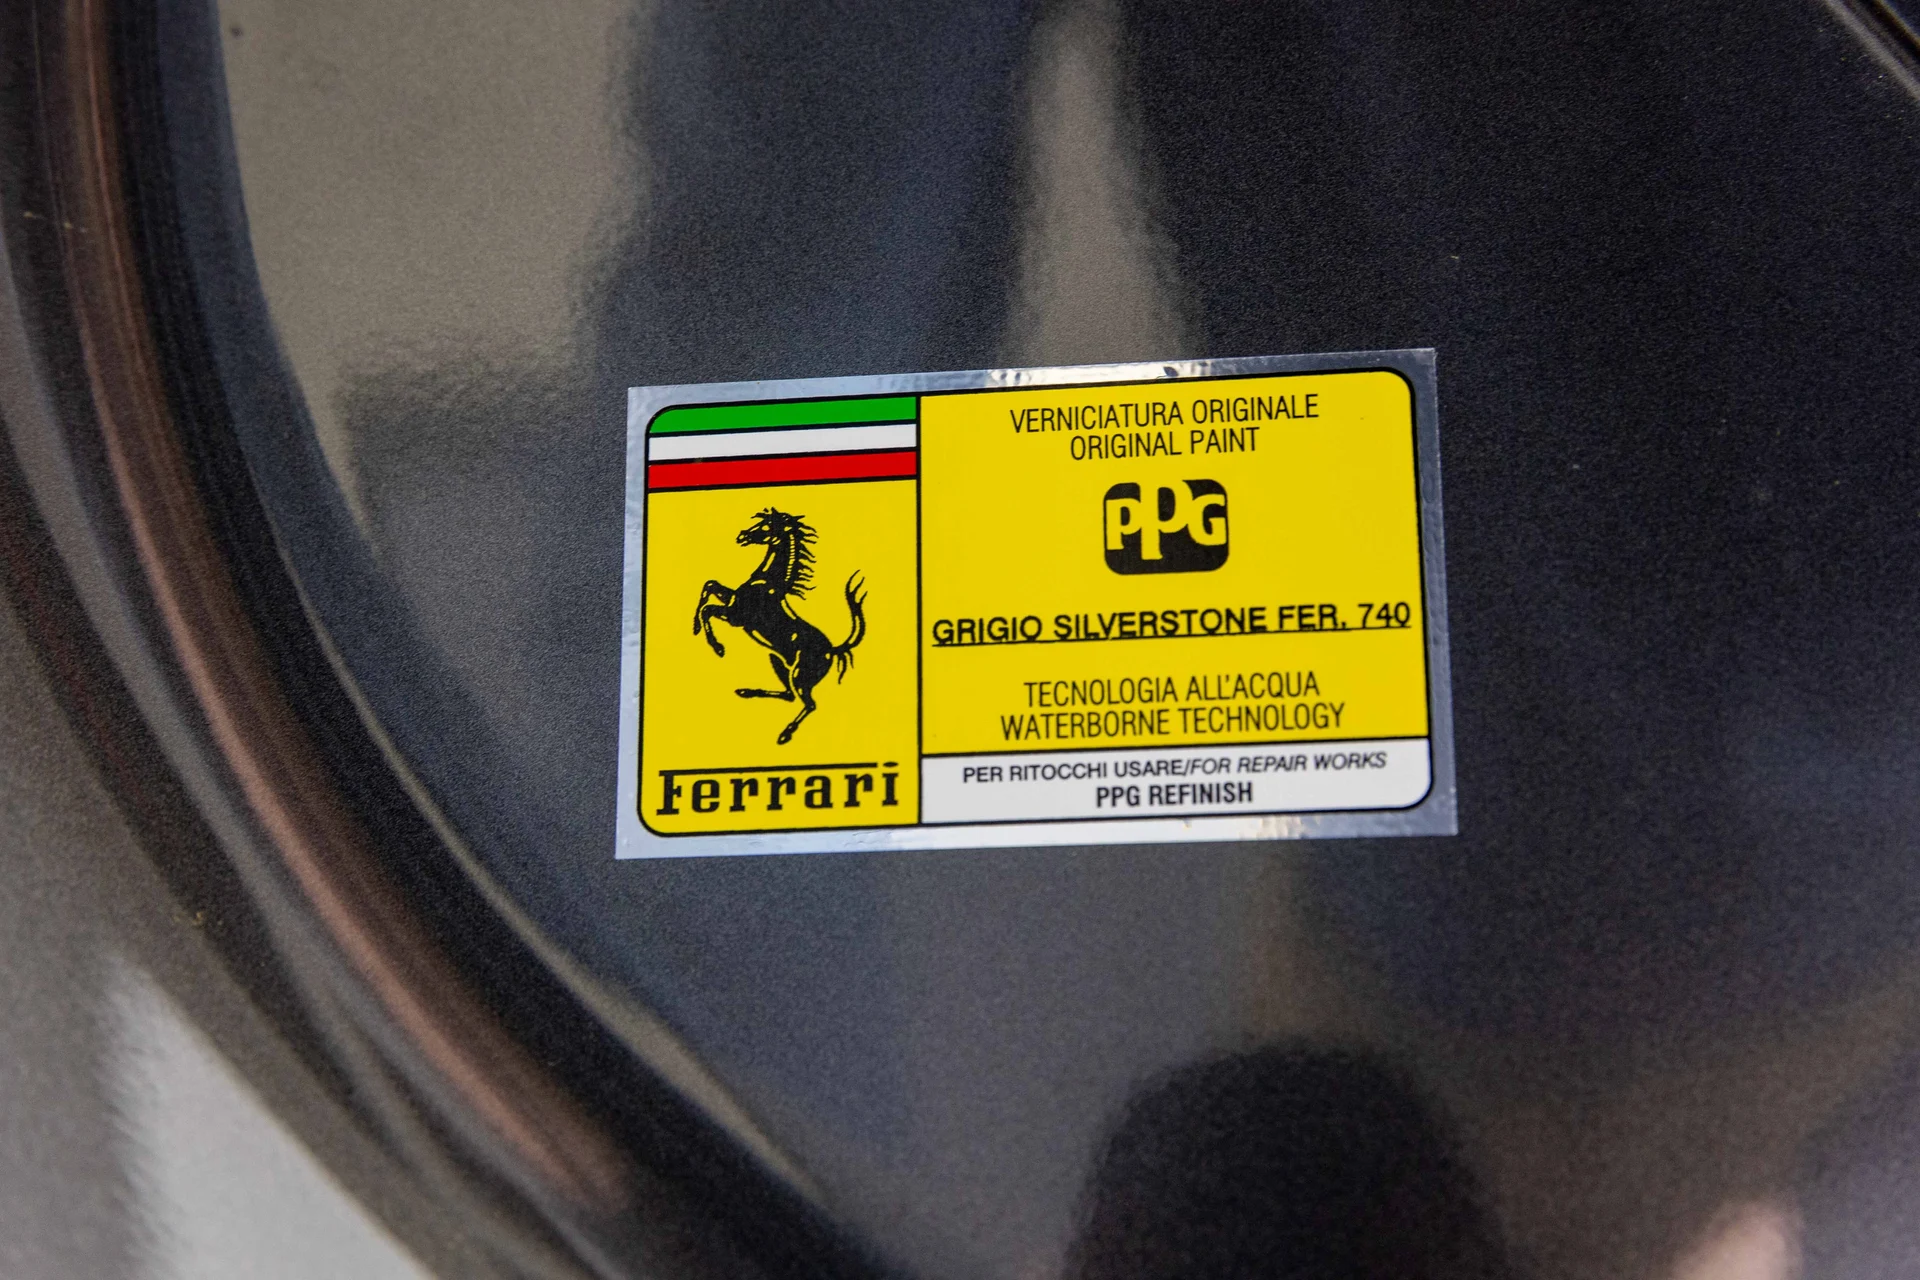 Ferrari
VERNICIATURA ORIGINALE
ORIGINAL PAINT
PPG
GRIGIO SILVERSTONE FER. 740
TECNOLOGIA ALL'ACQUA
WATERBORNE TECHNOLOGY
PER RITOCCHI USARE/FOR REPAIR WORKS
PPG REFINISH